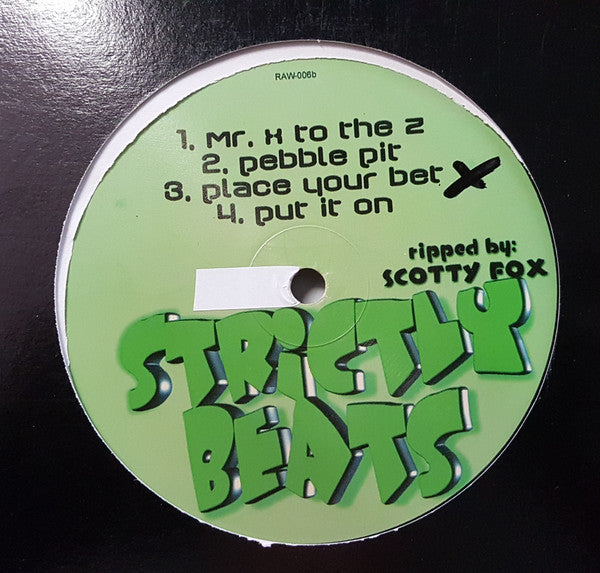 RAW-006b
1. Mr. X to the Z
2. pebble pit
3. place your bet X
4. put it on
ripped by:
SCOTTY FOX
STRICTLY
BEATS